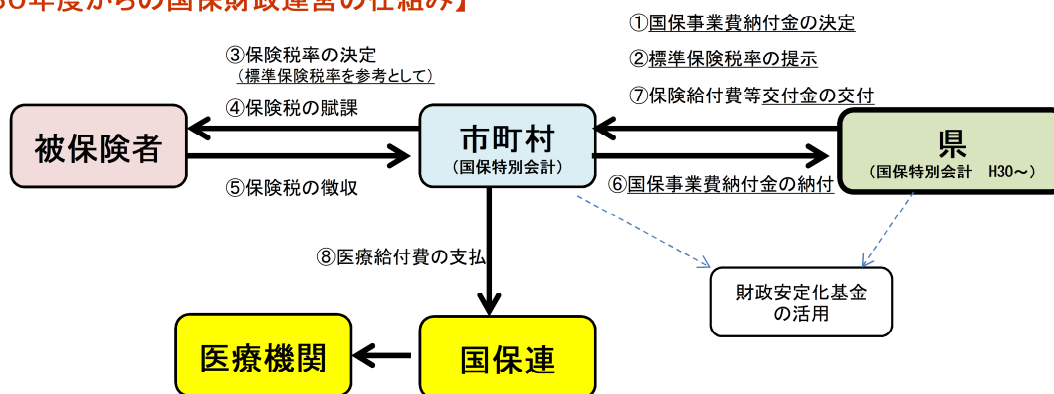 0年度からの国保財政運営の仕組み】
①国保事業費納付金の決定
②標準保険税率の提示
⑦保険給付費等交付金の交付
③保険税率の決定
(標準保険税率を参考として)
④保険税の賦課
被保険者
市町村
(国保特別会計)
県
(国保特別会計 H30~)
⑤保険税の徴収
⑥国保事業費納付金の納付
⑧医療給付費の支払
財政安定化基金
の活用
医療機関
国保連